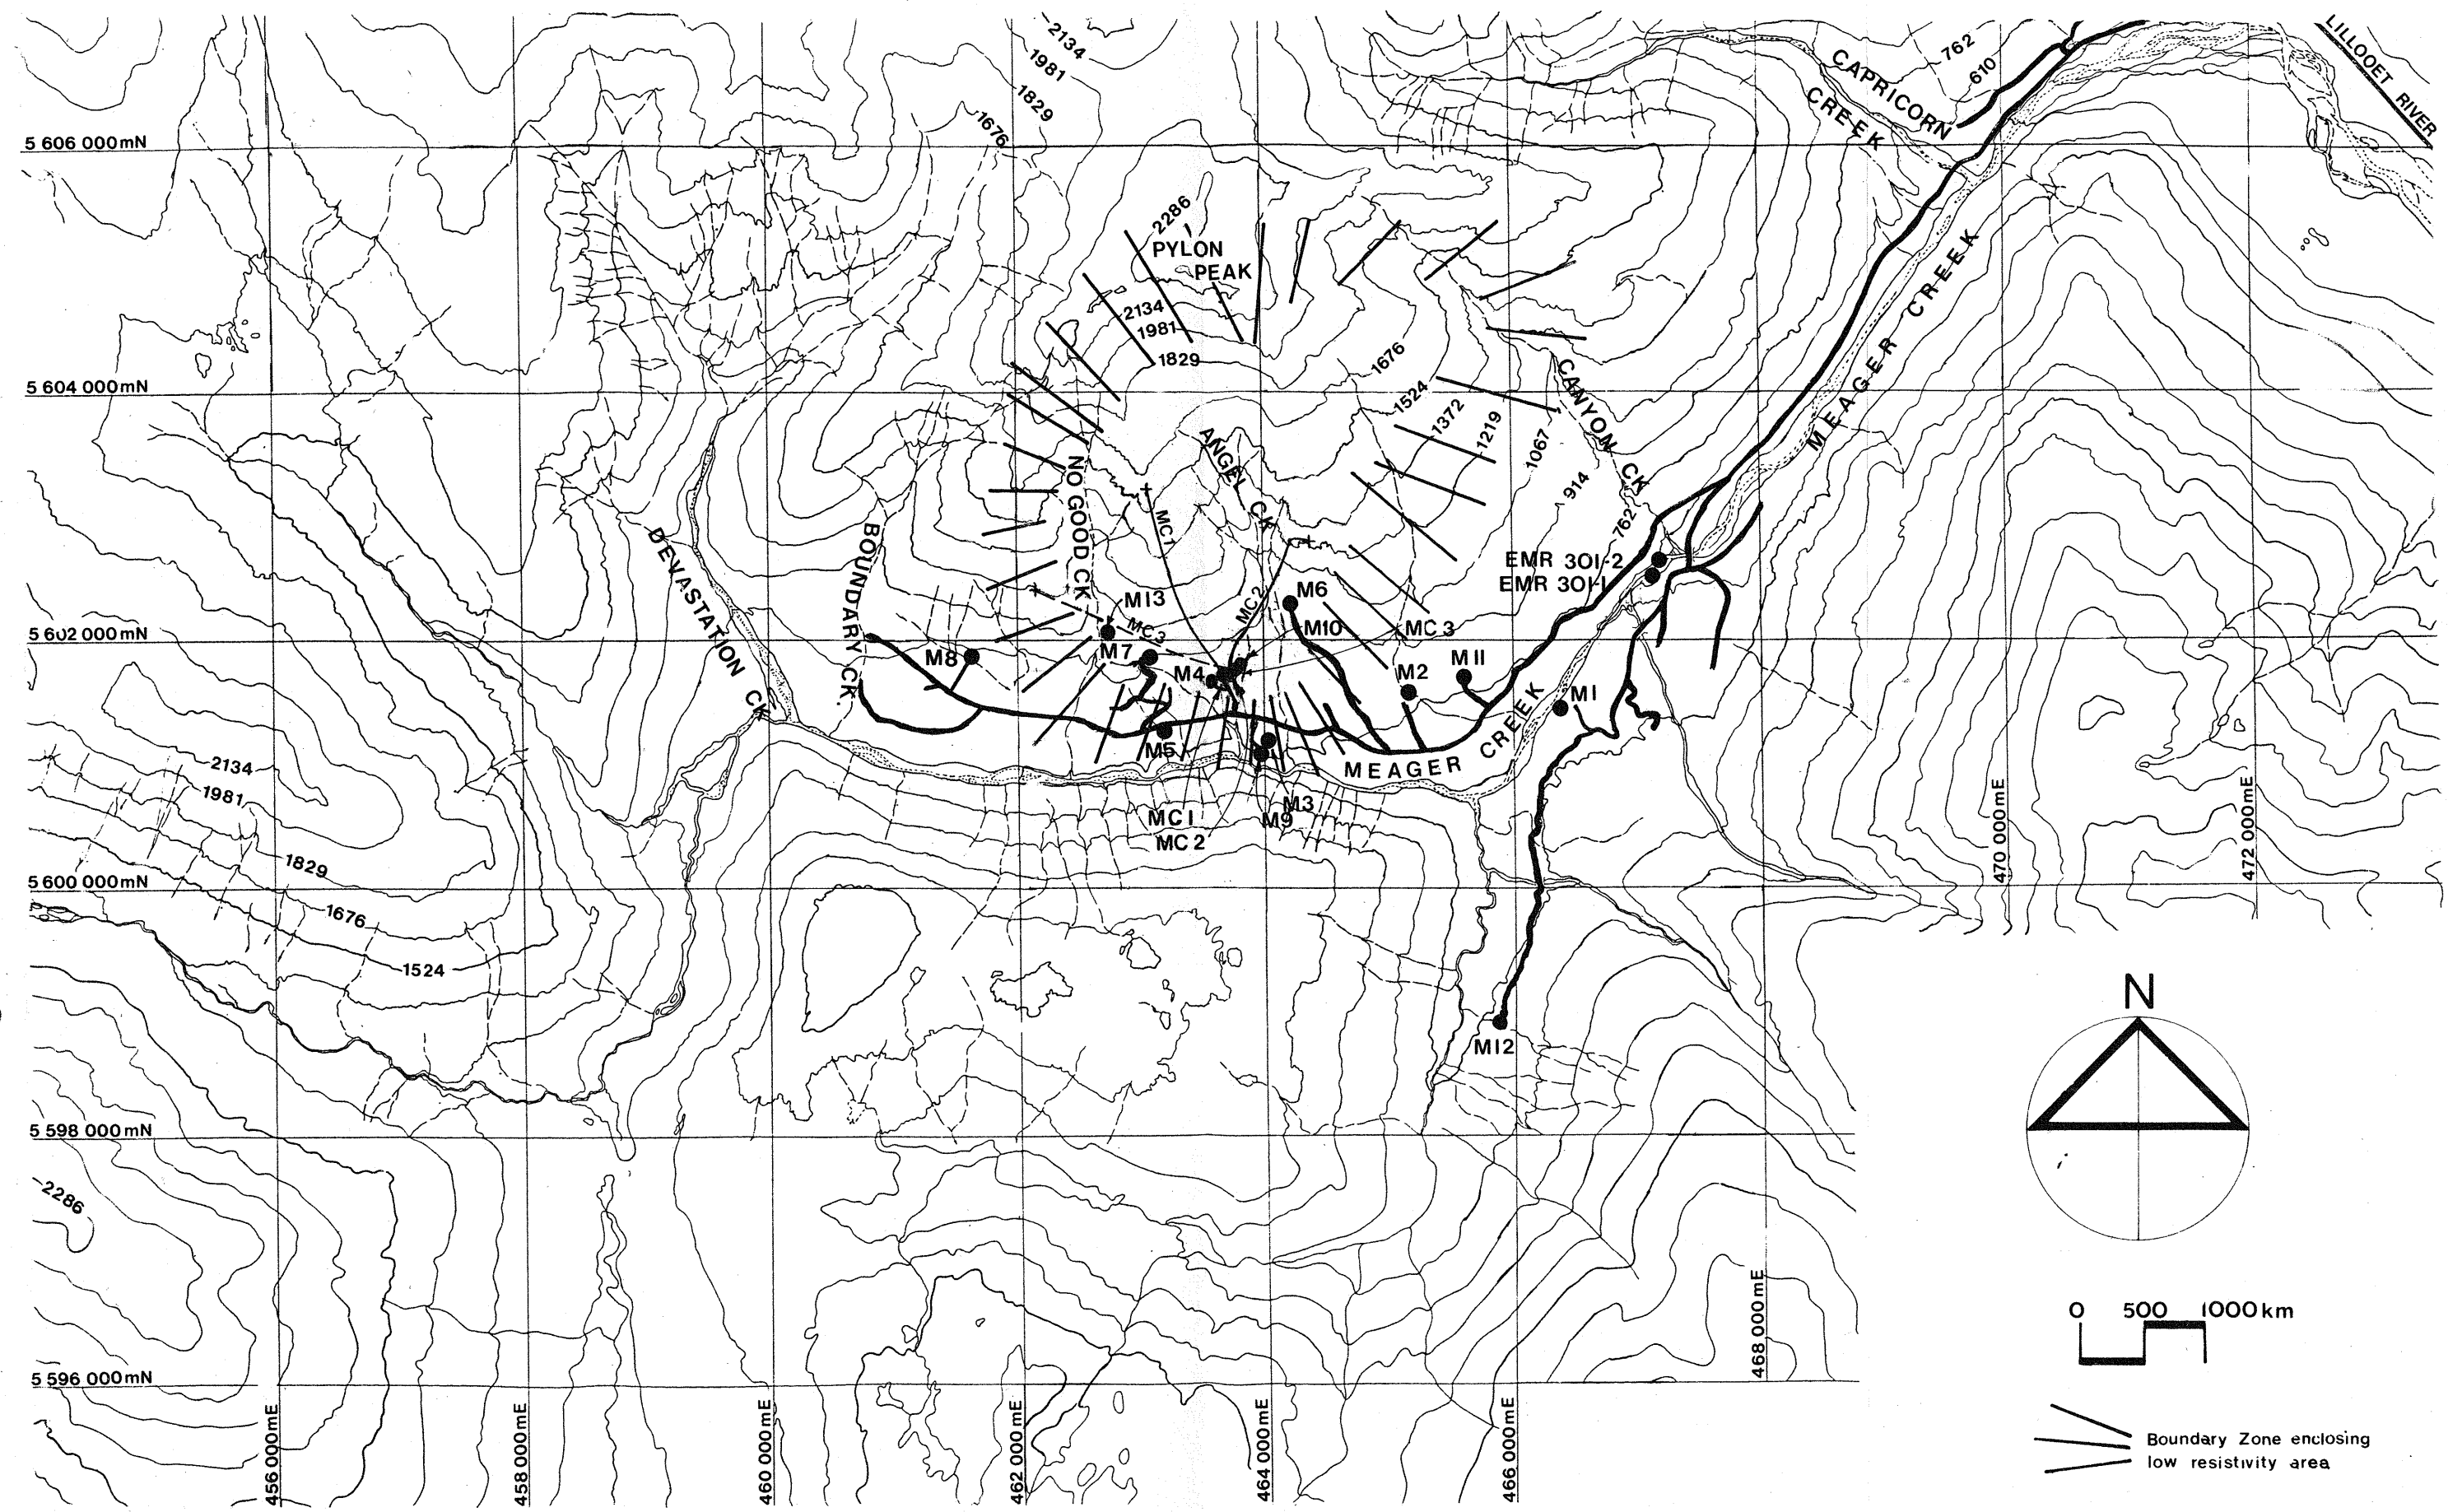 2134
1981
1829
1676
762
610
CAPRICORN
CREEK
LILLOOET RIVER
5 606 000mN
2286
PYLON
PEAK
2134
1981
1829
5 604 000mN
1676
1524
1372
1219
1067
914
762
CANYON CK
MEAGER CREEK
ANGEL CK
NO GOOD CK
MC1
BOUNDARY CK.
DEVASTATION CK
EMR 301-2
EMR 301-1
MC2
M6
M13
MC3
M10
MC3
5 602 000mN
M8
M7
M4
M2
M11
M1
M5
MEAGER CREEK
MC1
MC2
M3
M9
2134
1981
1829
1676
1524
5 600 000mN
470 000mE
472 000mE
M12
N
5 598 000mN
2286
0 500 1000km
468 000mE
5 596 000mN
456 000mE
458 000mE
460 000mE
462 000mE
464 000mE
466 000mE
Boundary Zone enclosing
low resistivity area